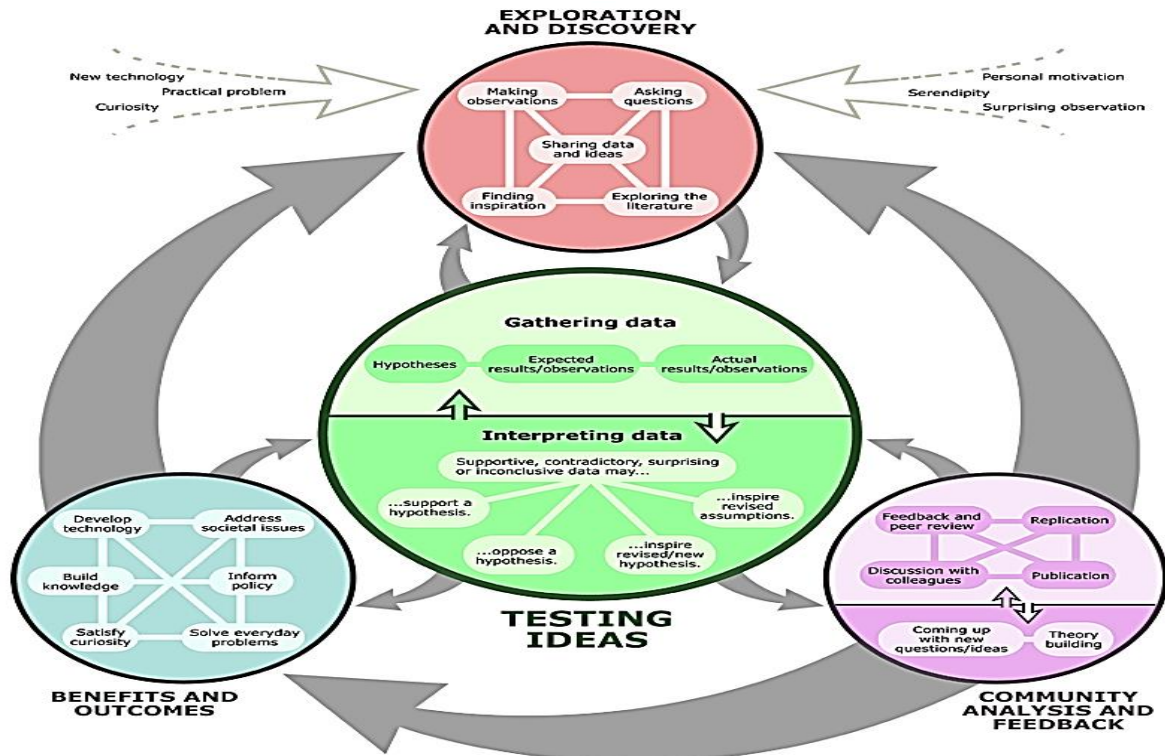 EXPLORATION
AND DISCOVERY
New technology
Practical problem
Curiosity
Personal motivation
Serendipity
Surprising observation
Making
observations
Asking
questions
Sharing data
and ideas
Finding
inspiration
Exploring the
literature
Gathering data
Hypotheses
Expected
results/observations
Actual
results/observations
Interpreting data
Supportive, contradictory, surprising
or inconclusive data may...
...support a
hypothesis.
...oppose a
hypothesis.
...inspire
revised/new
hypothesis.
...inspire
revised
assumptions.
TESTING
IDEAS
Develop
technology
Address
societal issues
Build
knowledge
Inform
policy
Satisfy
curiosity
Solve everyday
problems
BENEFITS AND
OUTCOMES
Feedback and
peer review
Replication
Discussion with
colleagues
Publication
Coming up
with new
questions/ideas
Theory
building
COMMUNITY
ANALYSIS AND
FEEDBACK